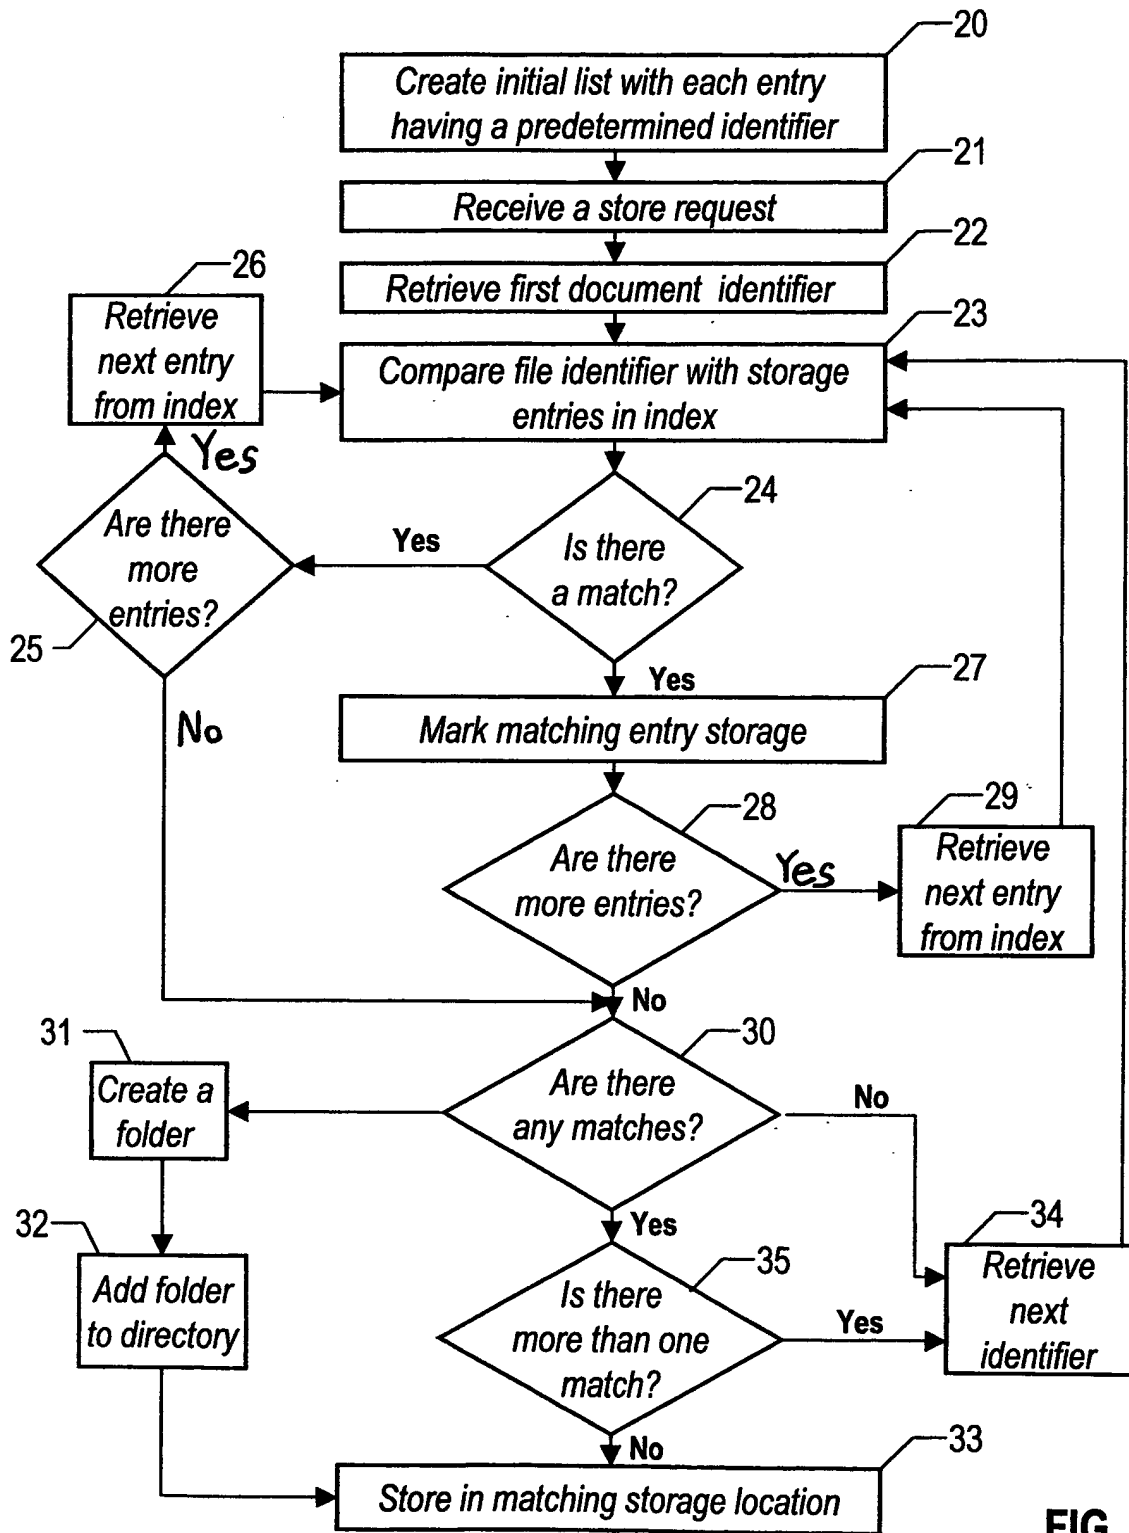 20
Create initial list with each entry
having a predetermined identifier
21
Receive a store request
22
Retrieve first document identifier
23
Compare file identifier with storage
entries in index
26
Retrieve
next entry
from index
Yes
24
Is there
a match?
Yes
Are there
more
entries?
25
No
Yes
27
Mark matching entry storage
28
Are there
more entries?
Yes
29
Retrieve
next entry
from index
No
30
Are there
any matches?
31
Create a
folder
No
32
Add folder
to directory
Yes
35
Is there
more than one
match?
Yes
34
Retrieve
next
identifier
No
33
Store in matching storage location
FIG